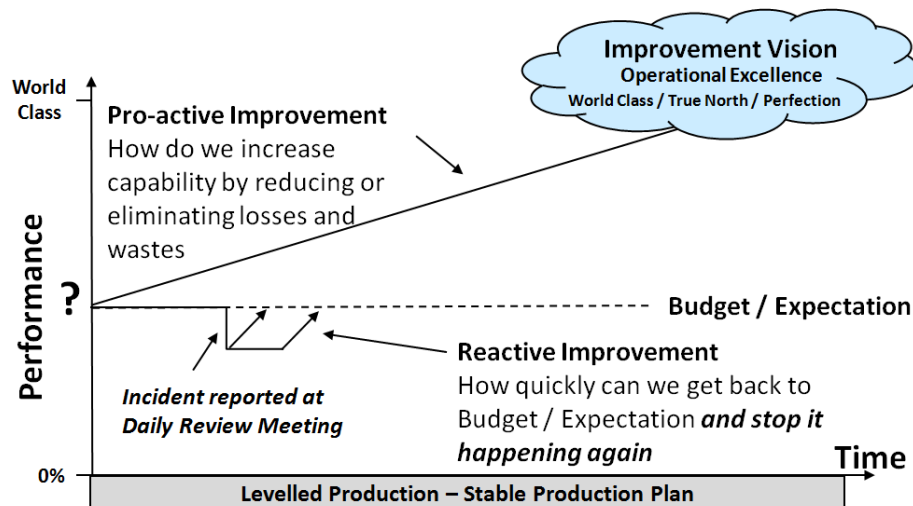 Improvement Vision
Operational Excellence
World Class / True North / Perfection
World
Class
Pro-active Improvement
How do we increase
capability by reducing or
eliminating losses and
wastes
Performance
?
Budget / Expectation
Reactive Improvement
How quickly can we get back to
Budget / Expectation and stop it
happening again
Incident reported at
Daily Review Meeting
0%
Time
Levelled Production – Stable Production Plan